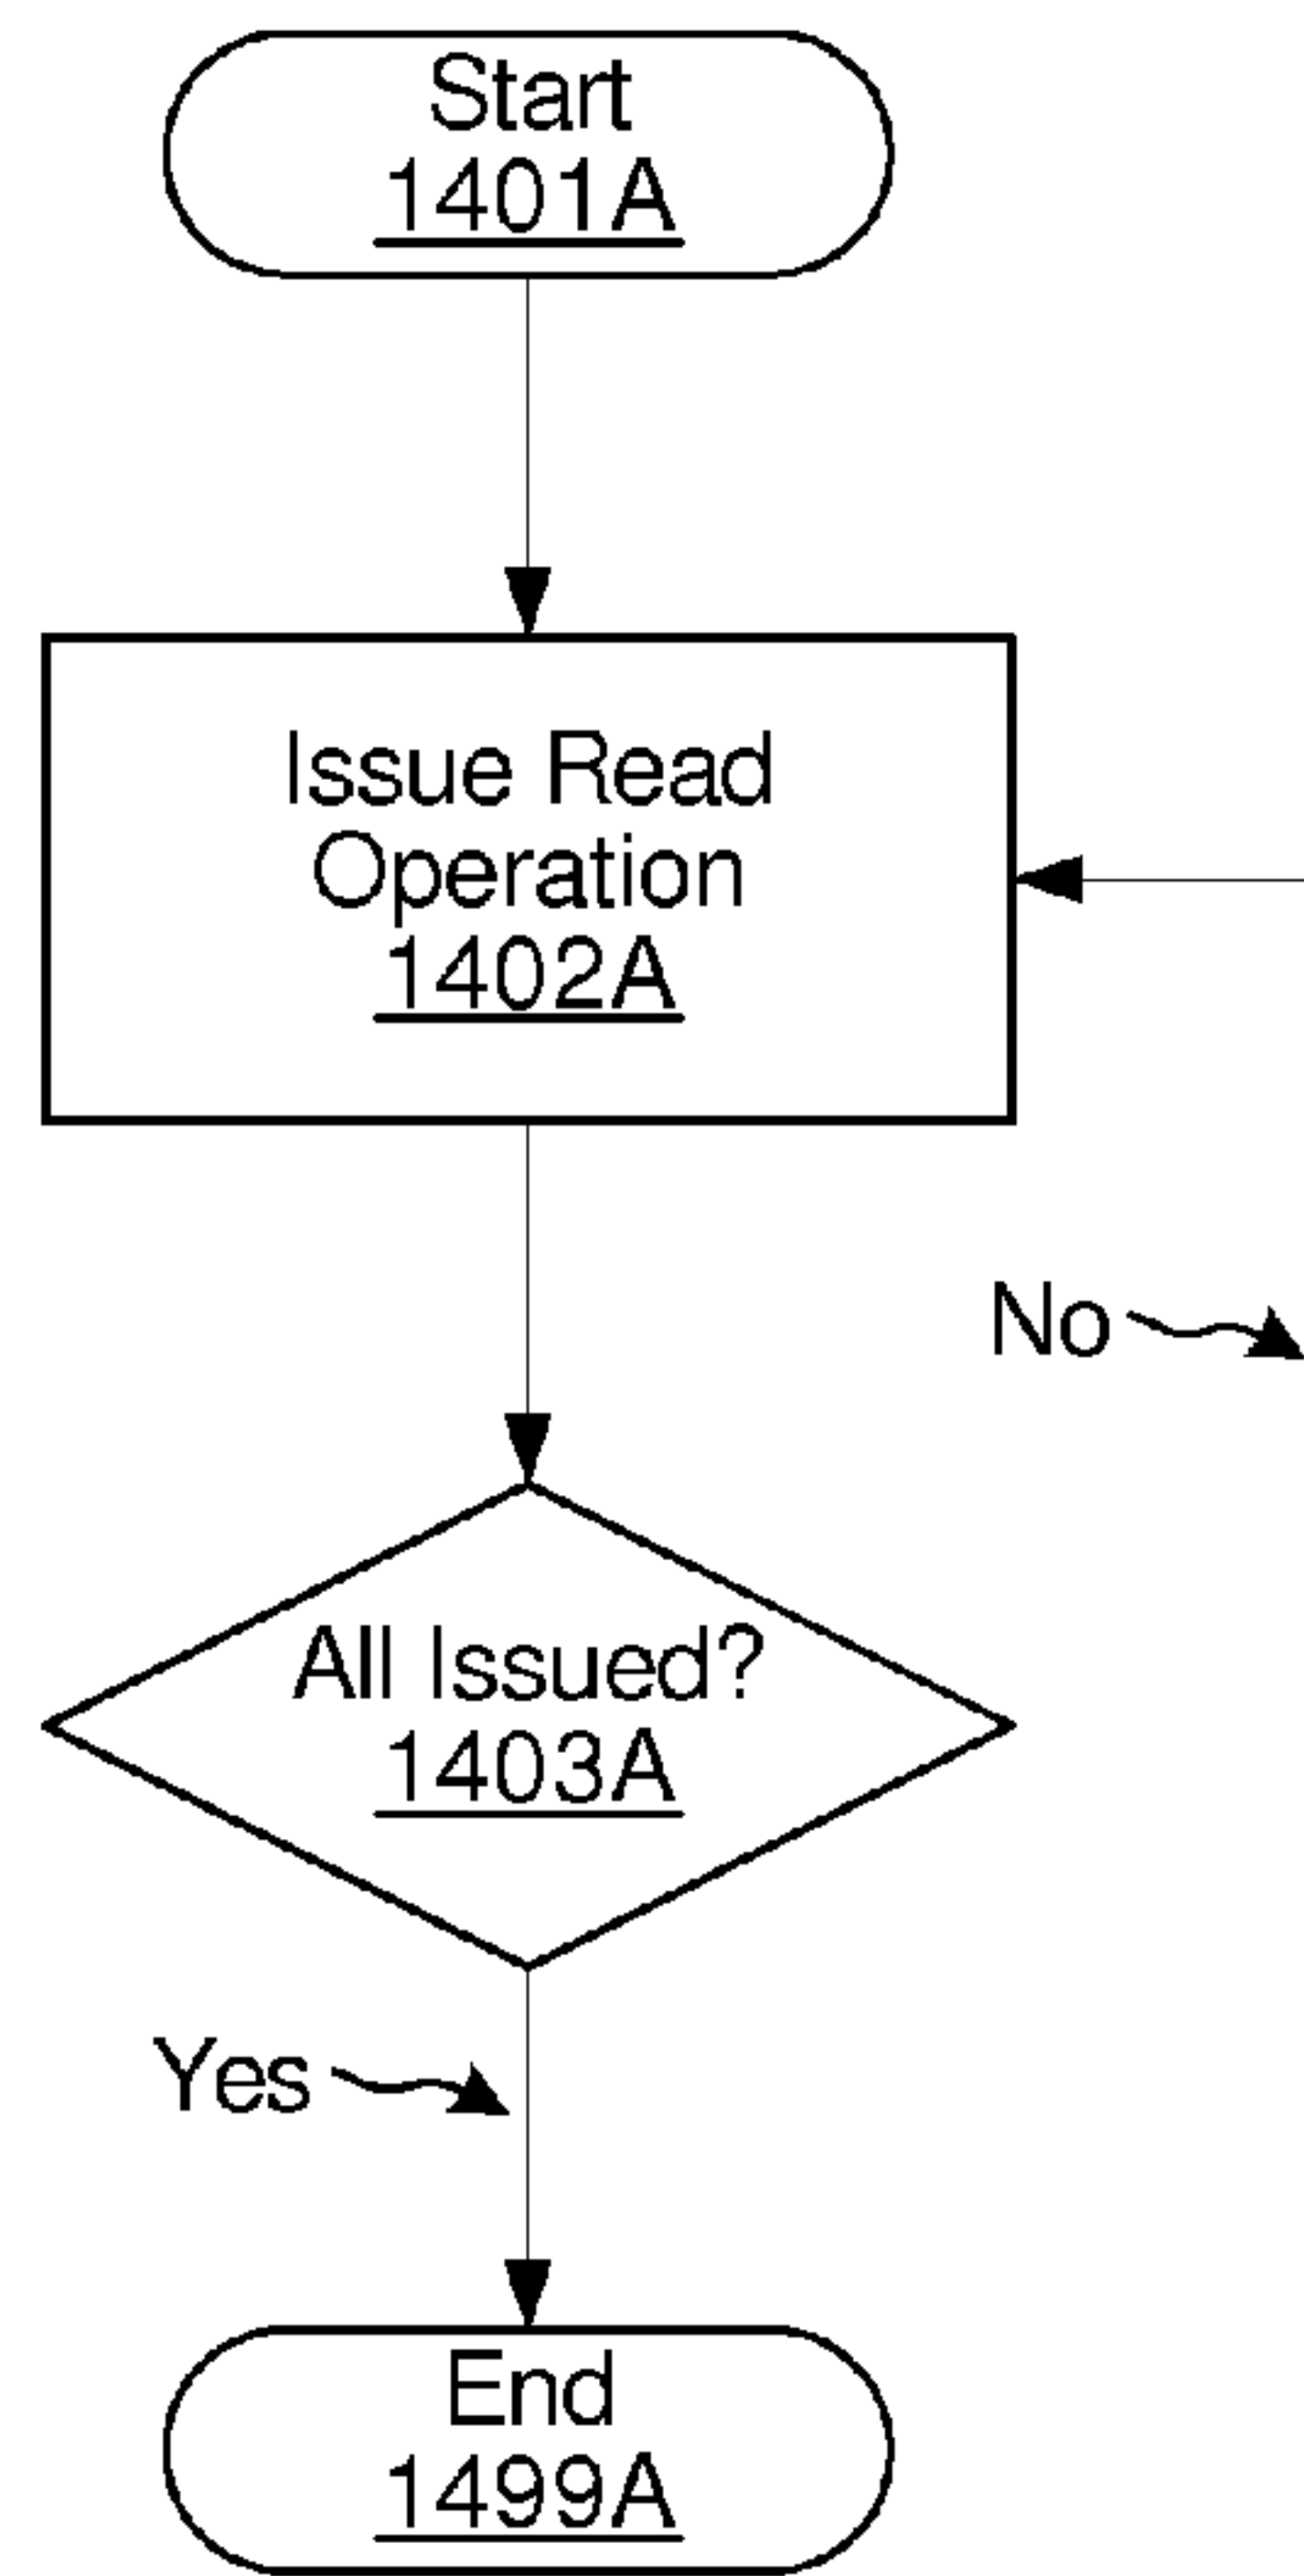 Start
1401A
Issue Read
Operation
1402A
No
All Issued?
1403A
Yes
End
1499A